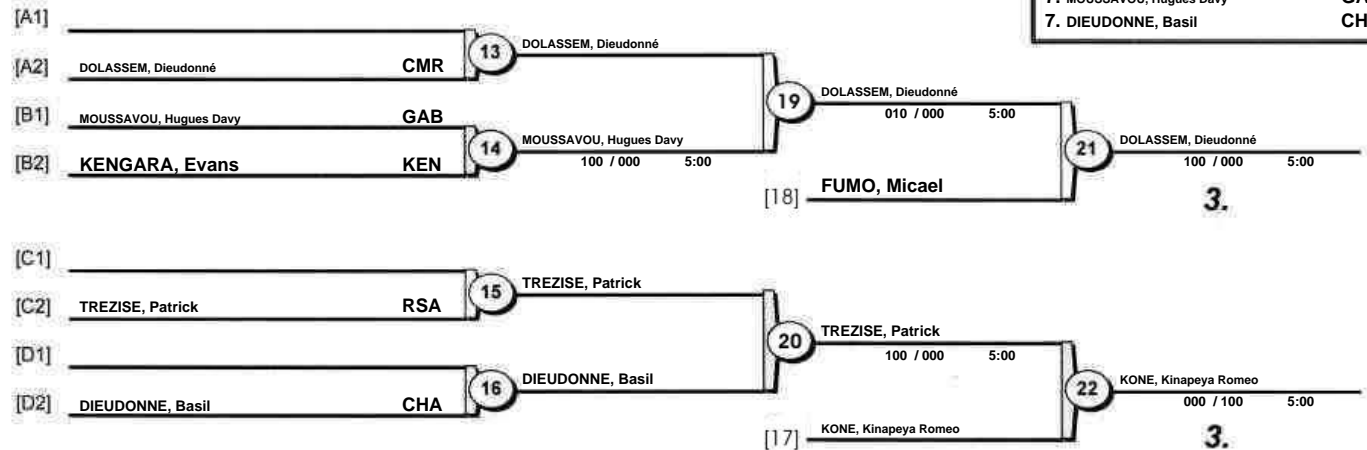 7. MOUSSAVOU, Hugues Davy
7. DIEUDONNE, Basil CH
[A1]
[A2] DOLASSEM, Dieudonné CMR
13 DOLASSEM, Dieudonné
[B1] MOUSSAVOU, Hugues Davy GAB
[B2] KENGARA, Evans KEN
14 MOUSSAVOU, Hugues Davy
100 / 000 5:00
19 DOLASSEM, Dieudonné
010 / 000 5:00
[18] FUMO, Micael
21 DOLASSEM, Dieudonné
100 / 000 5:00
3.
[C1]
[C2] TREZISE, Patrick RSA
15 TREZISE, Patrick
[D1]
[D2] DIEUDONNE, Basil CHA
16 DIEUDONNE, Basil
20 TREZISE, Patrick
100 / 000 5:00
[17] KONE, Kinapeya Romeo
22 KONE, Kinapeya Romeo
000 / 100 5:00
3.